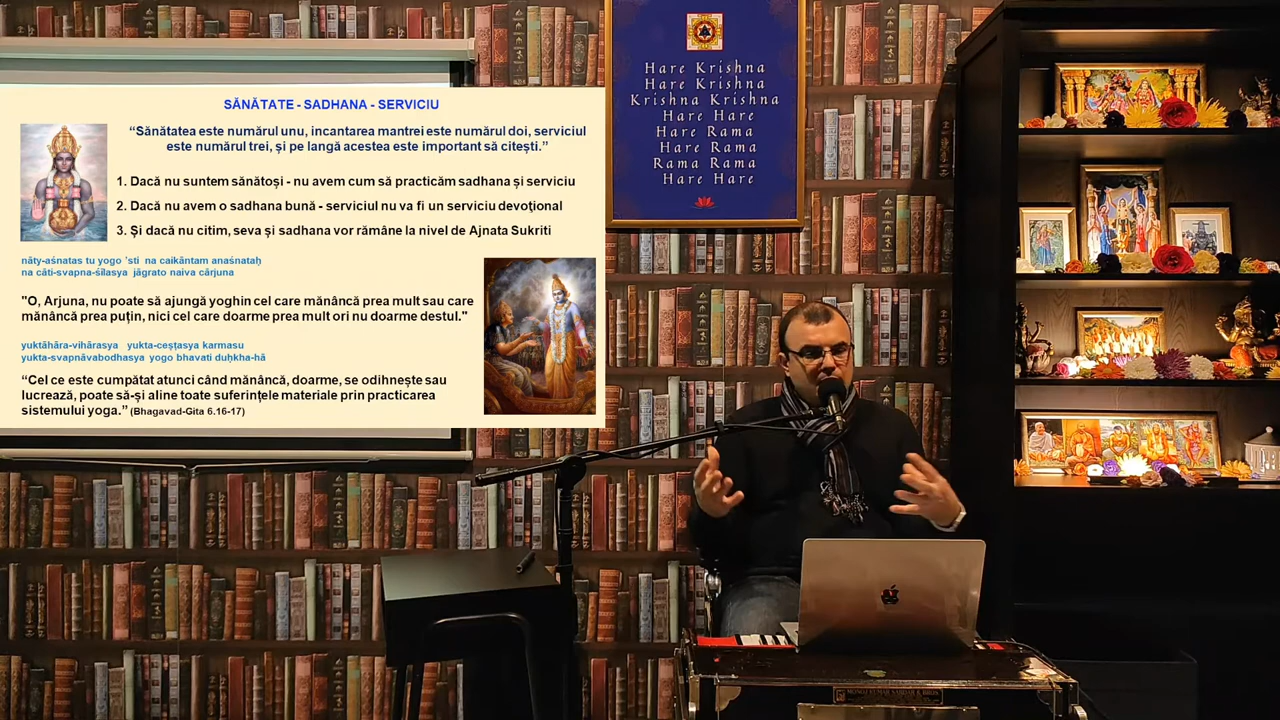 SĂNĂTATE - SADHANA - SERVICIU
“Sănătatea este numărul unu, incantarea mantrei este numărul doi, serviciul
este numărul trei, și pe langă acestea este important să citești.”
1. Dacă nu suntem sănătoși - nu avem cum să practicăm sadhana și serviciu
2. Dacă nu avem o sadhana bună - serviciul nu va fi un serviciu devoțional
3. Și dacă nu citim, seva și sadhana vor rămâne la nivel de Ajnata Sukriti
nāty-aśnatas tu yogo 'sti na caikāntam anaśnataḥ
na cāti-svapna-śīlasya jāgrato naiva cārjuna
"O, Arjuna, nu poate să ajungă yoghin cel care mănâncă prea mult sau care
mănâncă prea puțin, nici cel care doarme prea mult ori nu doarme destul."
yuktāhāra-vihārasya yukta-ceṣṭasya karmasu
yukta-svapnāvabodhasya yogo bhavati duḥkha-hā
“Cel ce este cumpătat atunci când mănâncă, doarme, se odihnește sau
lucrează, poate să-și aline toate suferințele materiale prin practicarea
sistemului yoga.” (Bhagavad-Gita 6.16-17)
Hare Krishna
Hare Krishna
Krishna Krishna
Hare Hare
Hare Rama
Hare Rama
Rama Rama
Hare Hare